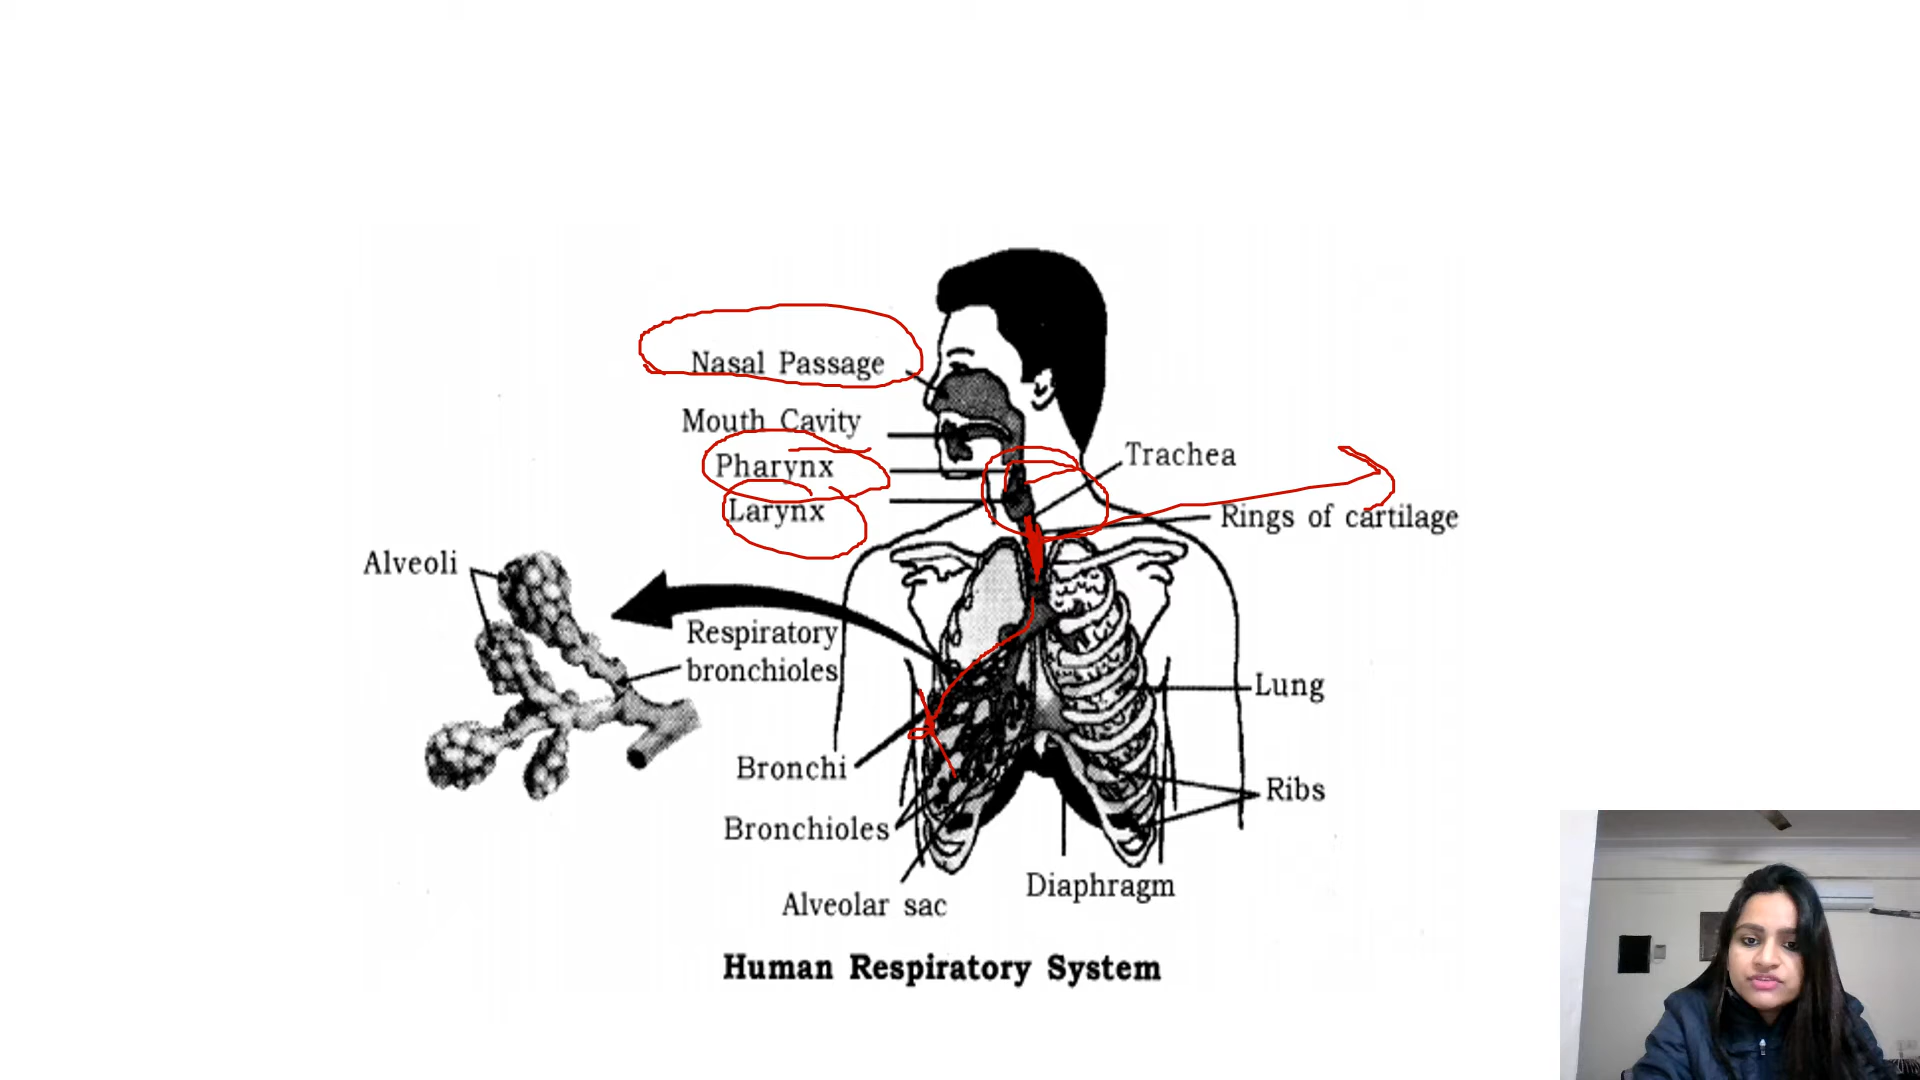 Nasal Passage
Mouth Cavity
Pharynx
Larynx
Trachea
Rings of cartilage
Alveoli
Respiratory
bronchioles
Lung
Bronchi
Ribs
Bronchioles
Diaphragm
Alveolar sac
Human Respiratory System